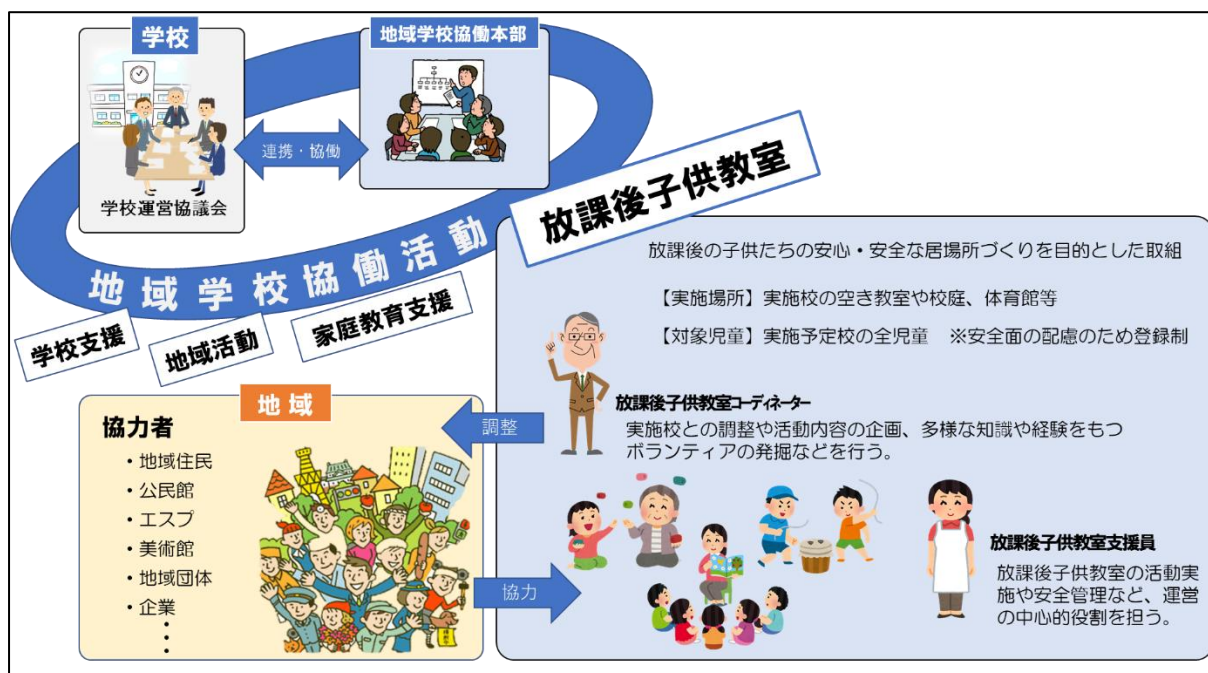 学校
地域学校協働本部
連携・協働
学校運営協議会
放課後子供教室
地域学校協働活動
学校支援
地域活動
家庭教育支援
放課後の子供たちの安心・安全な居場所づくりを目的とした取組
【実施場所】実施校の空き教室や校庭、体育館等
【対象児童】実施予定校の全児童　※安全面の配慮のため登録制
放課後子供教室コーディネーター
実施校との調整や活動内容の企画、多様な知識や経験をもつ
ボランティアの発掘などを行う。
調整
地域
協力者
・地域住民
・公民館
・エスプ
・美術館
・地域団体
・企業
・
・
・
協力
放課後子供教室支援員
放課後子供教室の活動実
施や安全管理など、運営
の中心的役割を担う。